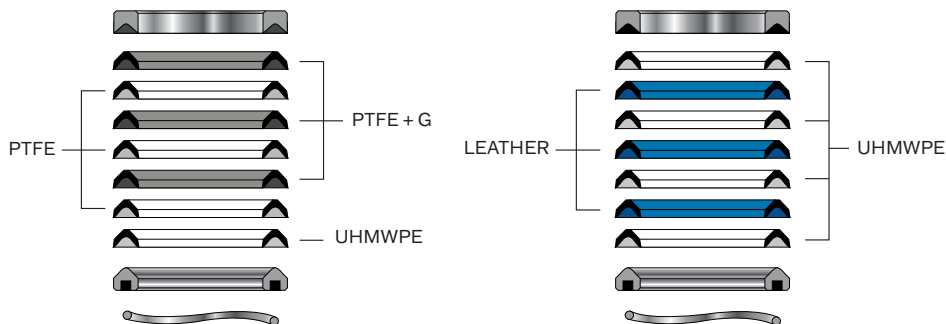 PTFE
PTFE + G
UHMWPE
LEATHER
UHMWPE